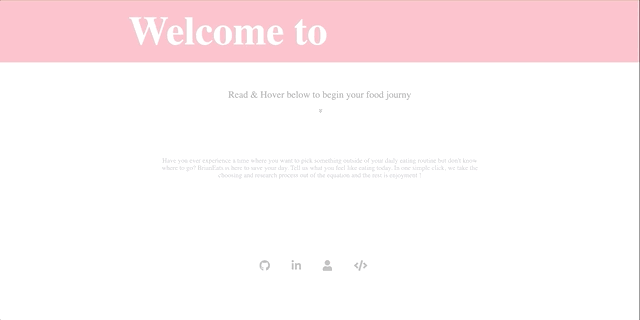 Welcome to
Read & Hover below to begin your food journy
Have you ever experience a time where you want to pick something outside of your daily eating routine but don't know
where to go? BrainEats is here to save your day. Tell us what you feel like eating today. In one simple click, we take the
choosing and research process out of the equation and the rest is enjoyment !